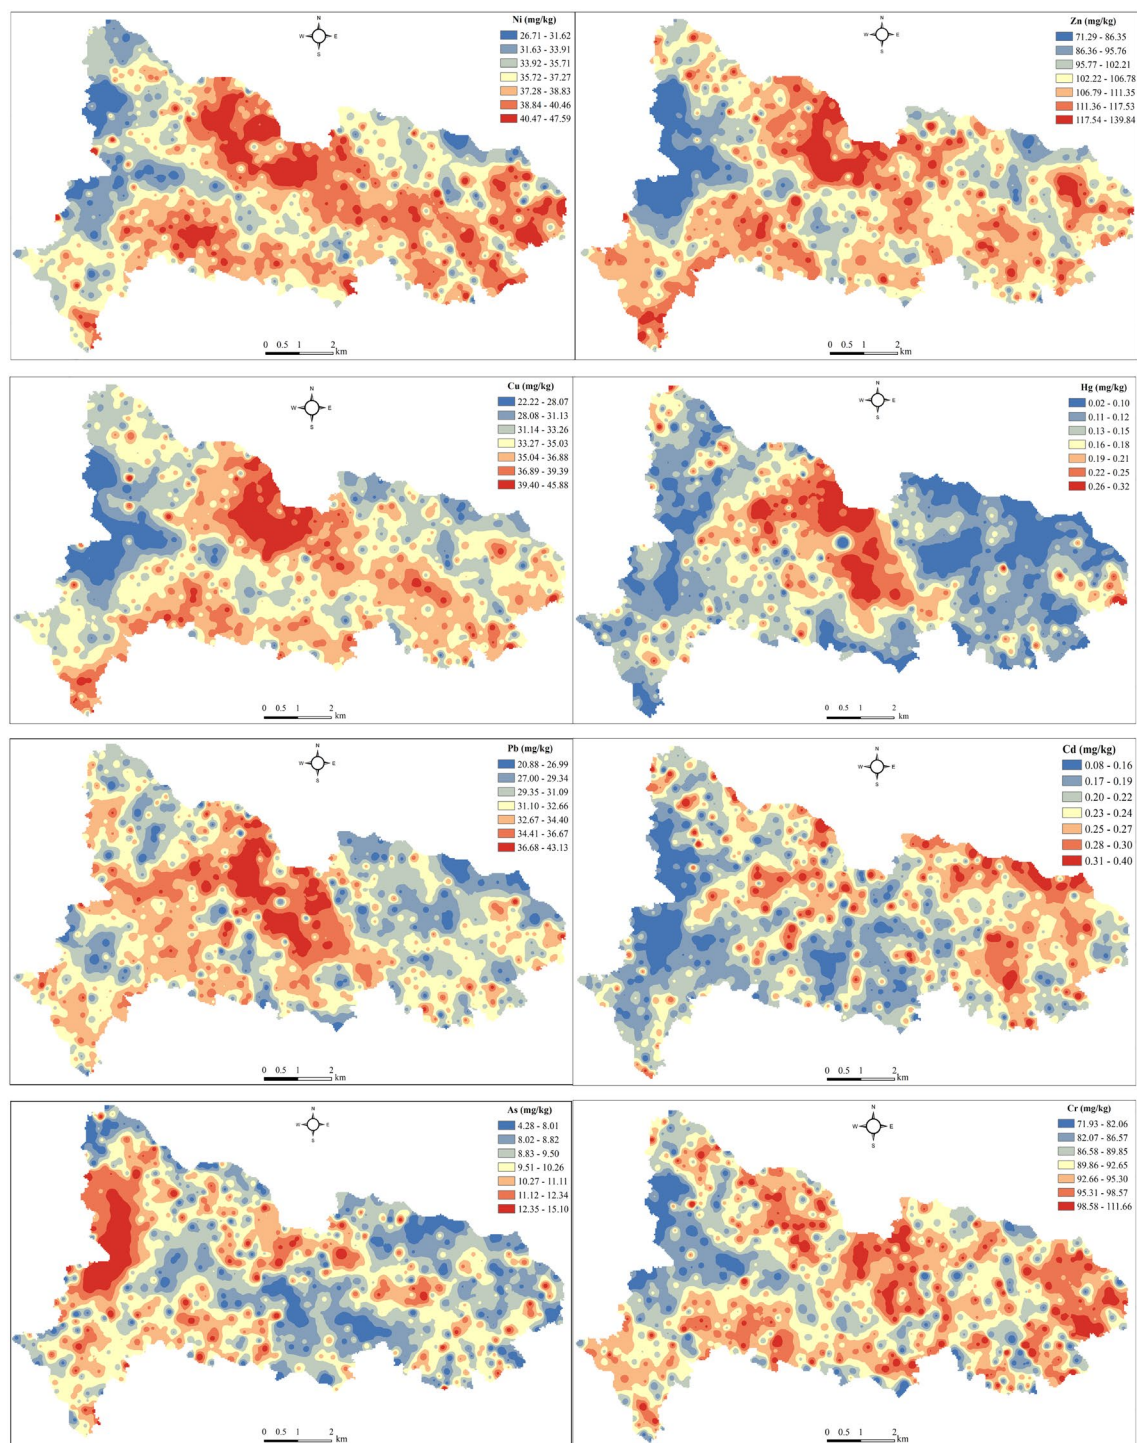 Ni (mg/kg)
N
W E
S
26.71 - 31.62
31.63 - 33.91
33.92 - 35.71
35.72 - 37.27
37.28 - 38.83
38.84 - 40.46
40.47 - 47.59
0 0.5 1 2
km
Zn (mg/kg)
N
W E
S
71.29 - 86.35
86.36 - 95.76
95.77 - 102.21
102.22 - 106.78
106.79 - 111.35
111.36 - 117.53
117.54 - 139.84
0 0.5 1 2
km
Cu (mg/kg)
N
W E
S
22.22 - 28.07
28.08 - 31.13
31.14 - 33.26
33.27 - 35.03
35.04 - 36.88
36.89 - 39.39
39.40 - 45.88
0 0.5 1 2
km
Hg (mg/kg)
N
W E
S
0.02 - 0.10
0.11 - 0.12
0.13 - 0.15
0.16 - 0.18
0.19 - 0.21
0.22 - 0.25
0.26 - 0.32
0 0.5 1 2
km
Pb (mg/kg)
N
W E
S
20.88 - 26.99
27.00 - 29.34
29.35 - 31.09
31.10 - 32.66
32.67 - 34.40
34.41 - 36.67
36.68 - 43.13
0 0.5 1 2
km
Cd (mg/kg)
N
W E
S
0.08 - 0.16
0.17 - 0.19
0.20 - 0.22
0.23 - 0.24
0.25 - 0.27
0.28 - 0.30
0.31 - 0.40
0 0.5 1 2
km
As (mg/kg)
N
W E
S
4.28 - 8.01
8.02 - 8.82
8.83 - 9.50
9.51 - 10.26
10.27 - 11.11
11.12 - 12.34
12.35 - 15.10
0 0.5 1 2
km
Cr (mg/kg)
N
W E
S
71.93 - 82.06
82.07 - 86.57
86.58 - 89.85
89.86 - 92.65
92.66 - 95.30
95.31 - 98.57
98.58 - 111.66
0 0.5 1 2
km